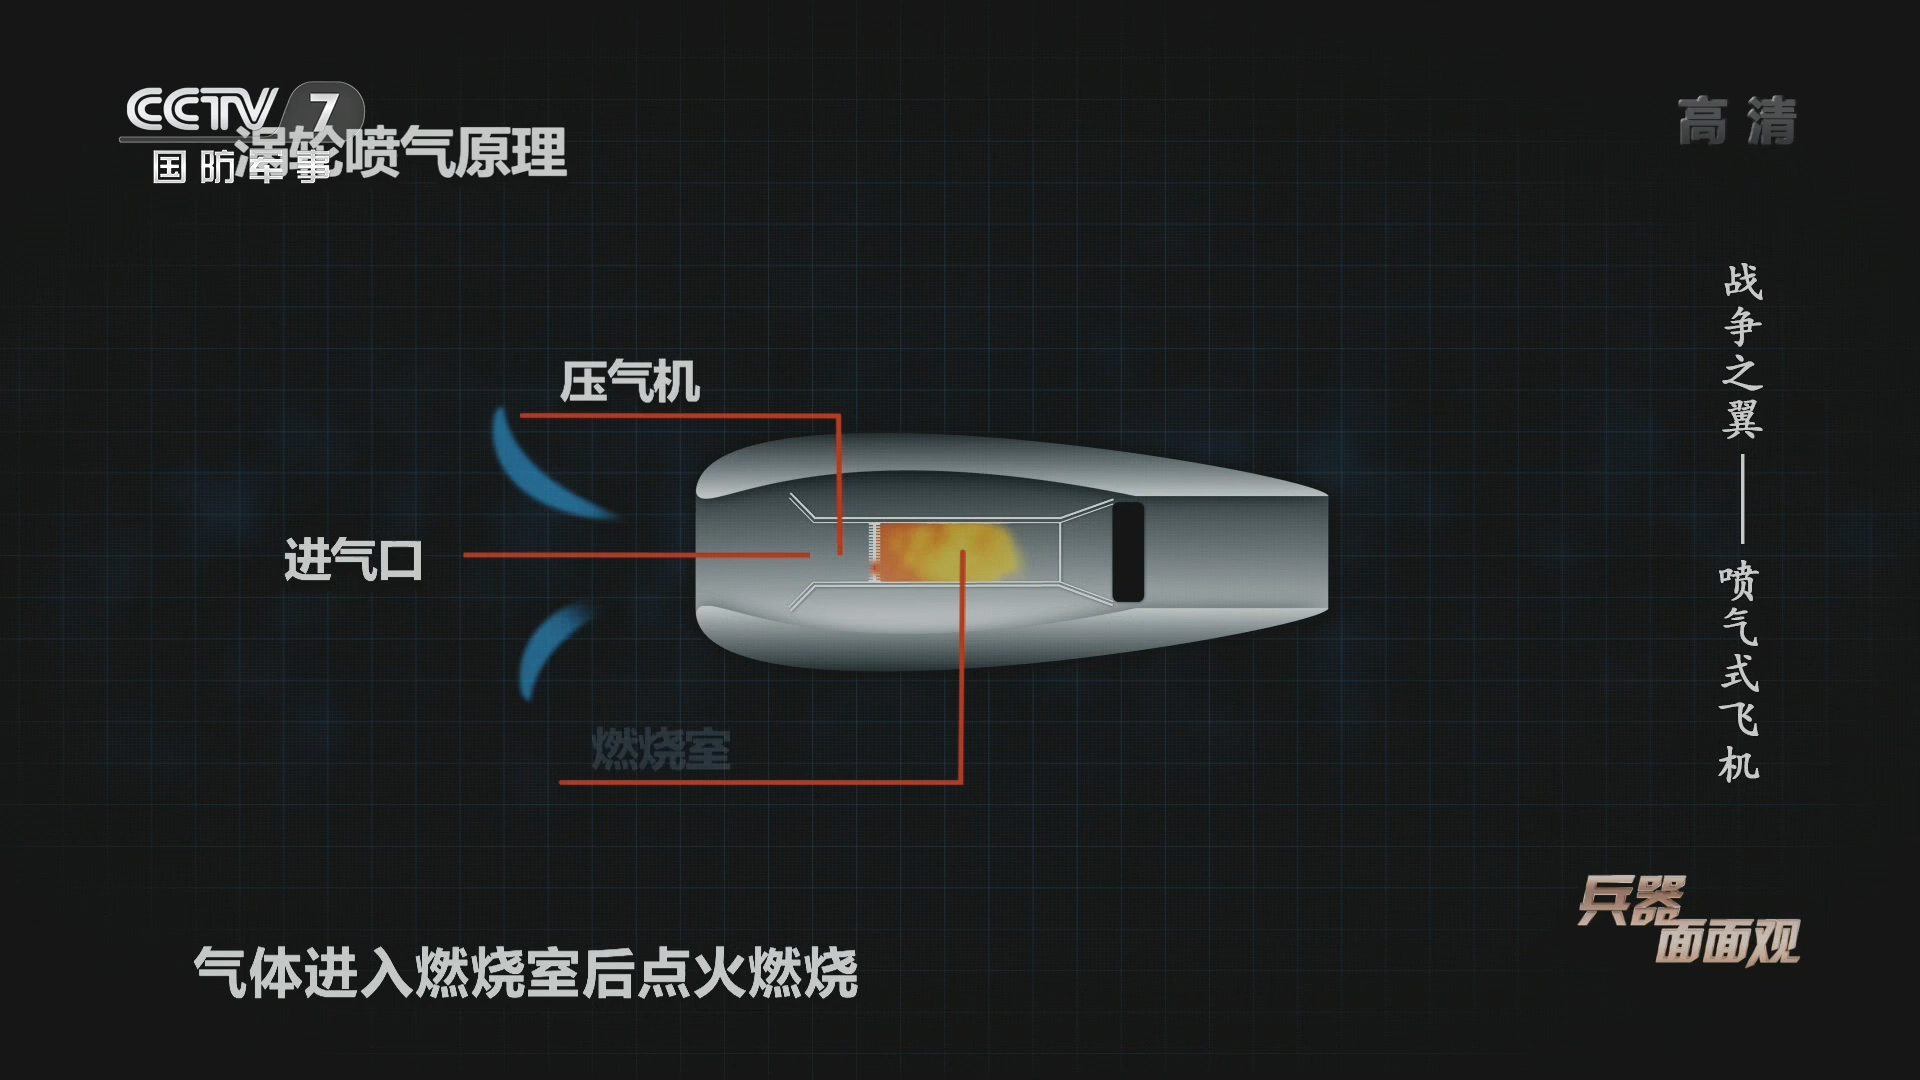 CCTV 7
国防军事
涡轮喷气原理
高清
压气机
进气口
燃烧室
战争之翼——喷气式飞机
兵器
面面观
气体进入燃烧室后点火燃烧